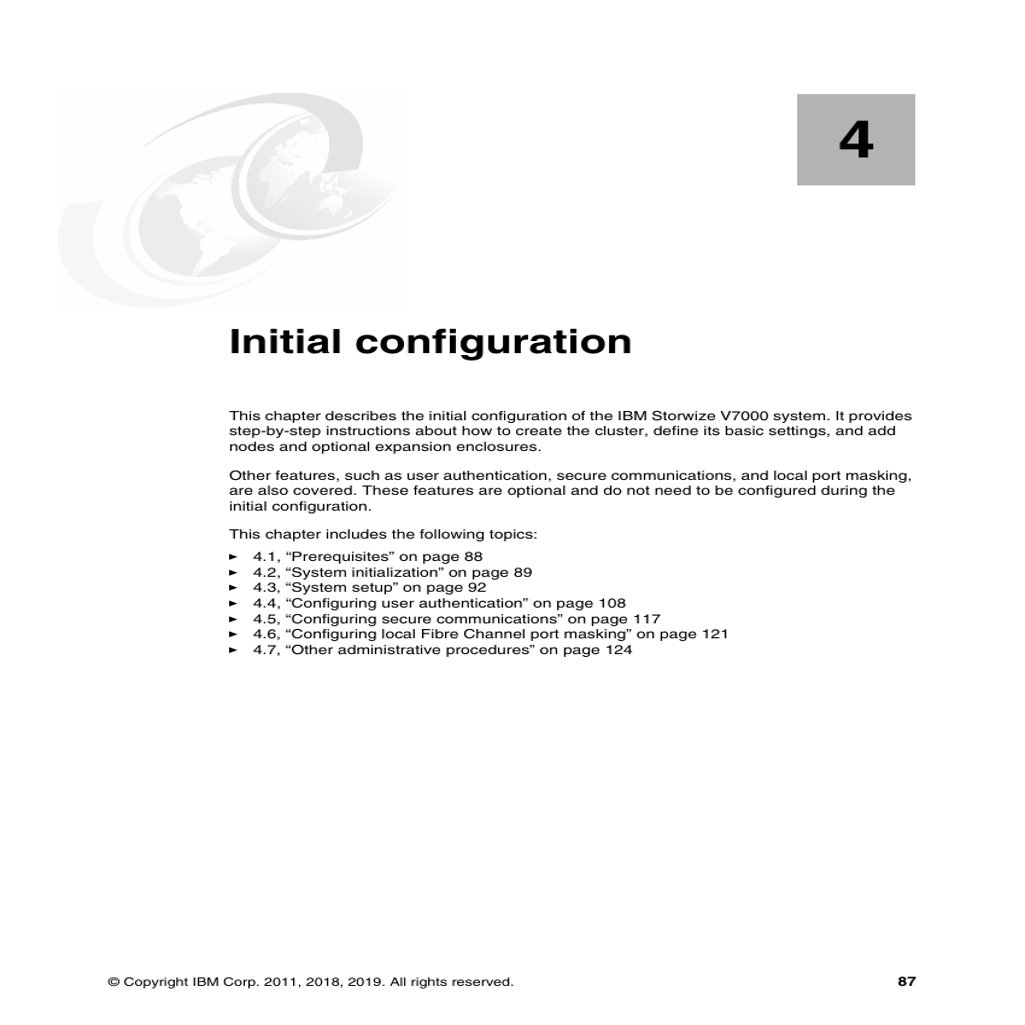 4
Initial configuration
This chapter describes the initial configuration of the IBM Storwize V7000 system. It provides
step-by-step instructions about how to create the cluster, define its basic settings, and add
nodes and optional expansion enclosures.
Other features, such as user authentication, secure communications, and local port masking,
are also covered. These features are optional and do not need to be configured during the
initial configuration.
This chapter includes the following topics:
► 4.1, “Prerequisites” on page 88
► 4.2, “System initialization” on page 89
► 4.3, “System setup” on page 92
► 4.4, “Configuring user authentication” on page 108
► 4.5, “Configuring secure communications” on page 117
► 4.6, “Configuring local Fibre Channel port masking” on page 121
► 4.7, “Other administrative procedures” on page 124
© Copyright IBM Corp. 2011, 2018, 2019. All rights reserved. 87